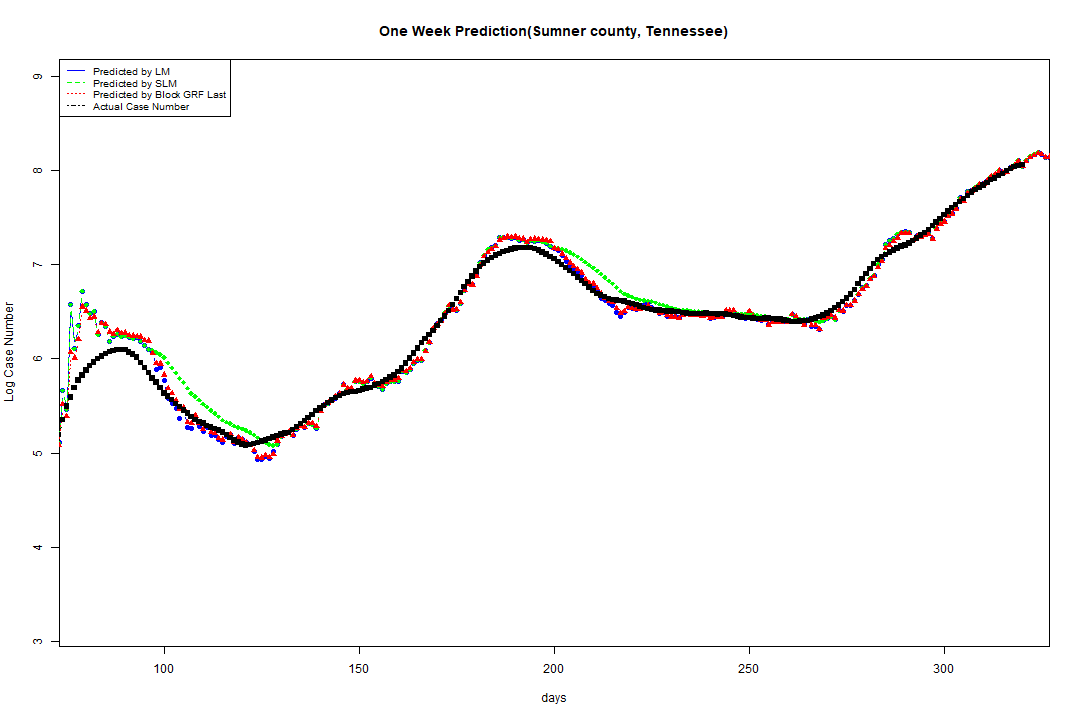 One Week Prediction(Sumner county, Tennessee)
Predicted by LM
Predicted by SLM
Predicted by Block GRF Last
Actual Case Number
9
8
7
6
5
4
3
Log Case Number
100 150 200 250 300
days